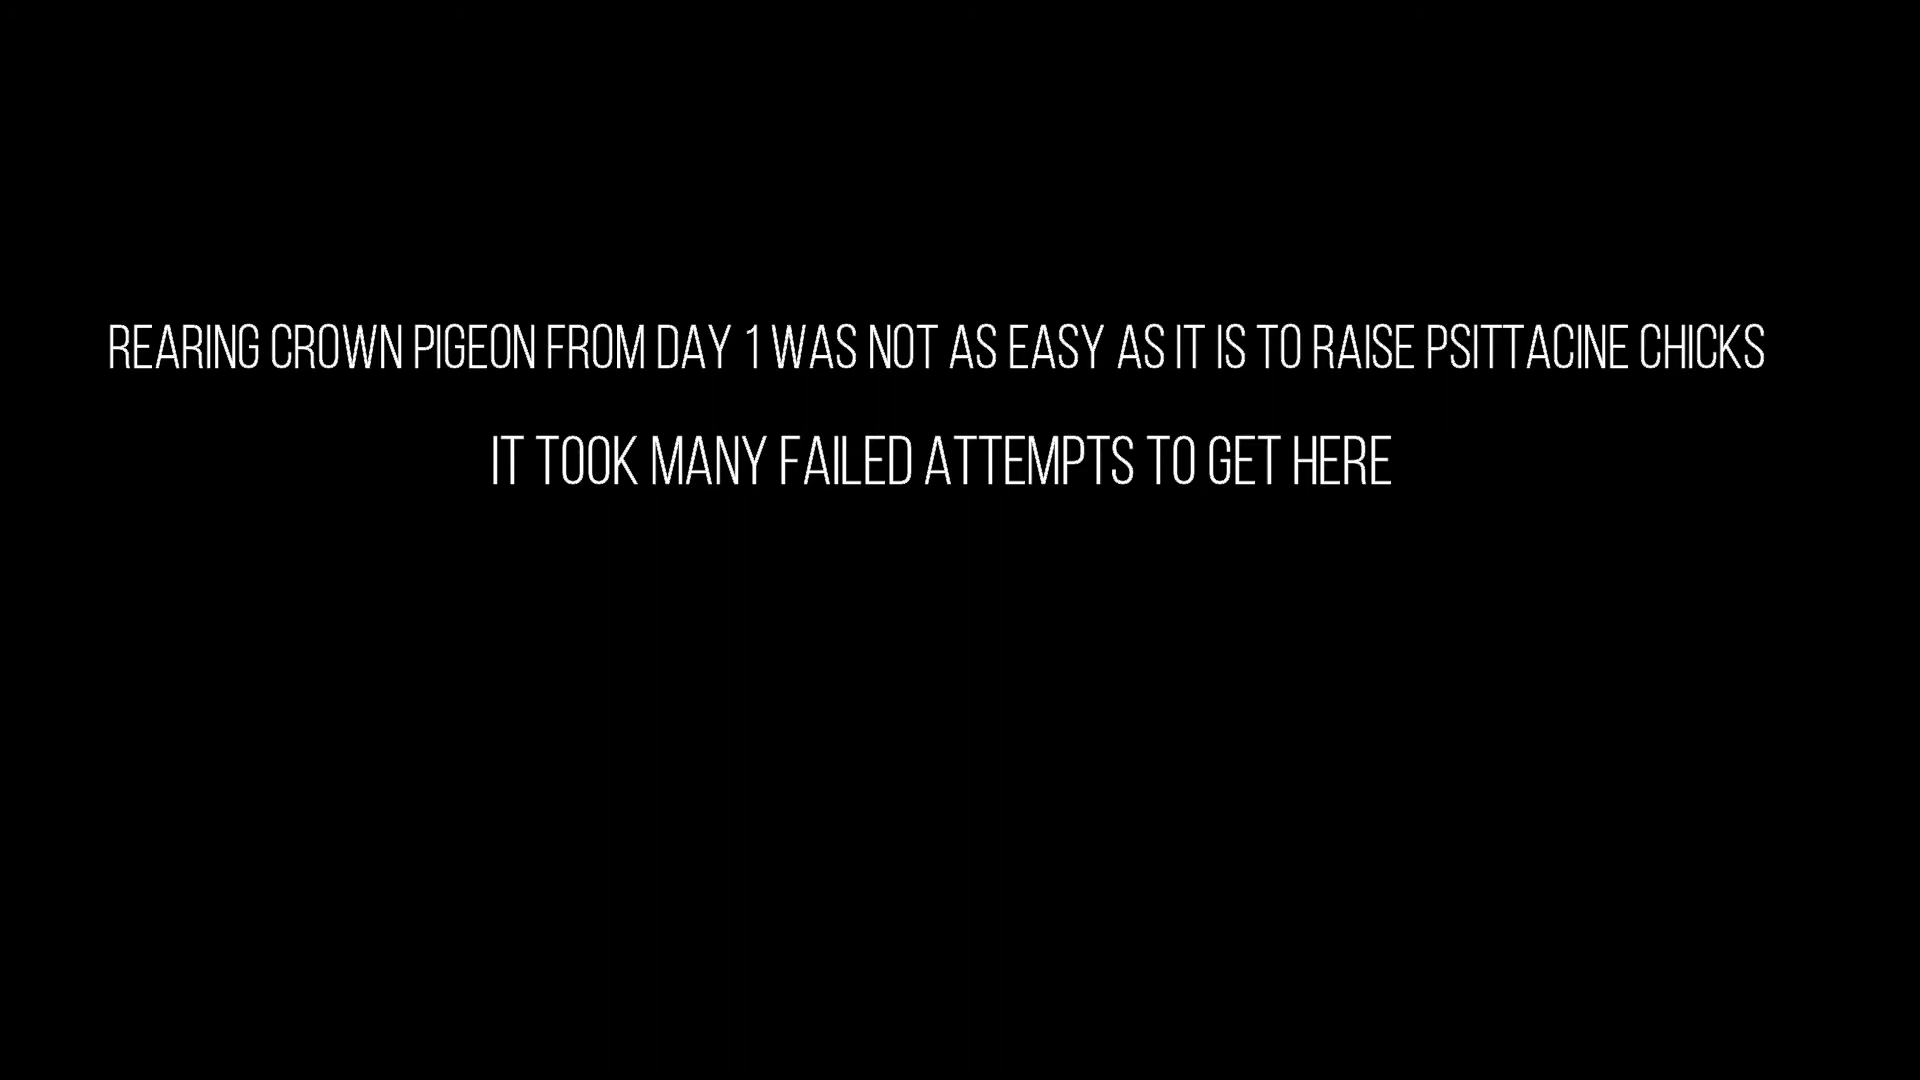 REARING CROWN PIGEON FROM DAY 1 WAS NOT AS EASY AS IT IS TO RAISE PSITTACINE CHICKS
IT TOOK MANY FAILED ATTEMPTS TO GET HERE